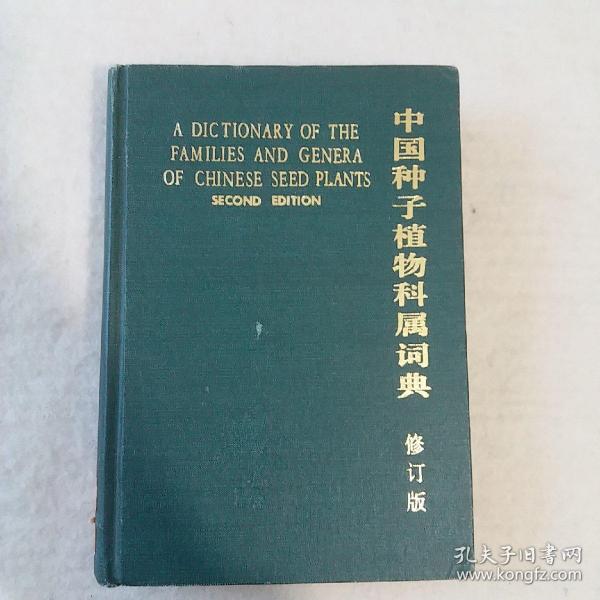 A DICTIONARY OF THE
FAMILIES AND GENERA
OF CHINESE SEED PLANTS
SECOND EDITION
中国种子植物科属词典
修订版
孔夫子旧书网
www.kongfz.com